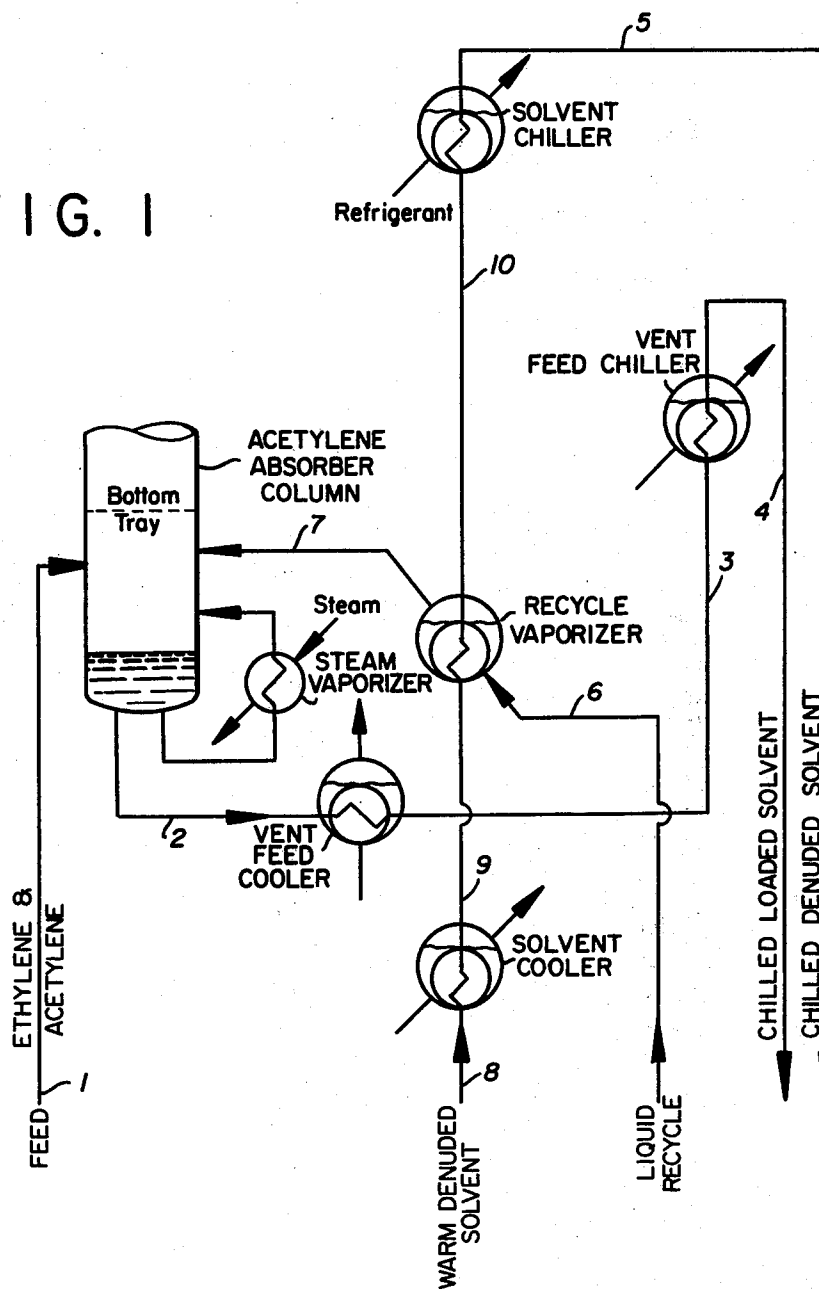 5
SOLVENT
CHILLER
Refrigerant
IG. 1
10
VENT
FEED CHILLER
ACETYLENE
ABSORBER
COLUMN
Bottom
Tray
7
4
3
Steam
STEAM
VAPORIZER
RECYCLE
VAPORIZER
6
2
VENT
FEED
COOLER
9
SOLVENT
COOLER
ETHYLENE &
ACETYLENE
FEED
1
8
WARM DENUDED
SOLVENT
LIQUID
RECYCLE
CHILLED LOADED SOLVENT
CHILLED DENUDED SOLVENT